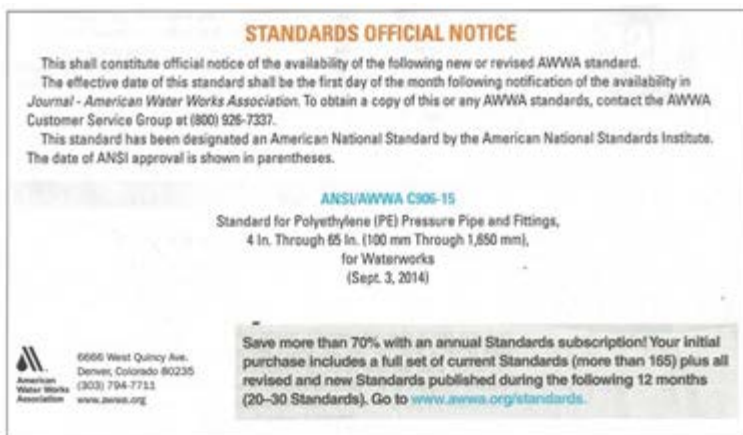 STANDARDS OFFICIAL NOTICE
This shall constitute official notice of the availability of the following new or revised AWWA standard.
The effective date of this standard shall be the first day of the month following notification of the availability in
Journal - American Water Works Association. To obtain a copy of this or any AWWA standards, contact the AWWA
Customer Service Group at (800) 926-7337.
This standard has been designated an American National Standard by the American National Standards Institute.
The date of ANSI approval is shown in parentheses.
ANSI/AWWA C906-15
Standard for Polyethylene (PE) Pressure Pipe and Fittings,
4 In. Through 65 In. (100 mm Through 1,650 mm),
for Waterworks
(Sept. 3, 2014)
American
Water Works
Association
6666 West Quincy Ave.
Denver, Colorado 80235
(303) 794-7711
www.awwa.org
Save more than 70% with an annual Standards subscription! Your initial
purchase includes a full set of current Standards (more than 165) plus all
revised and new Standards published during the following 12 months
(20–30 Standards). Go to www.awwa.org/standards.